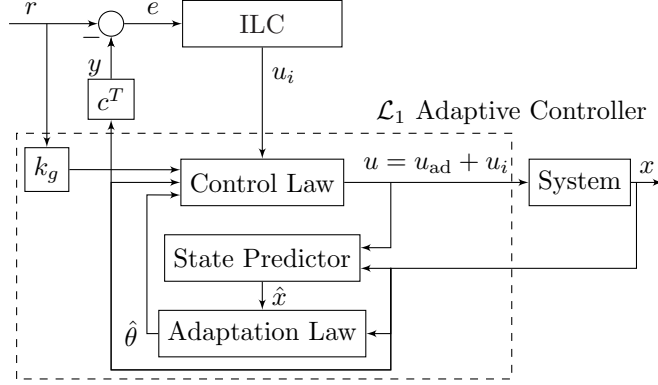 r
e
ILC
−
y
u_i
c^T
ℒ₁ Adaptive Controller
k_g
Control Law
u = u_ad + u_i
System
x
State Predictor
x̂
θ̂
Adaptation Law